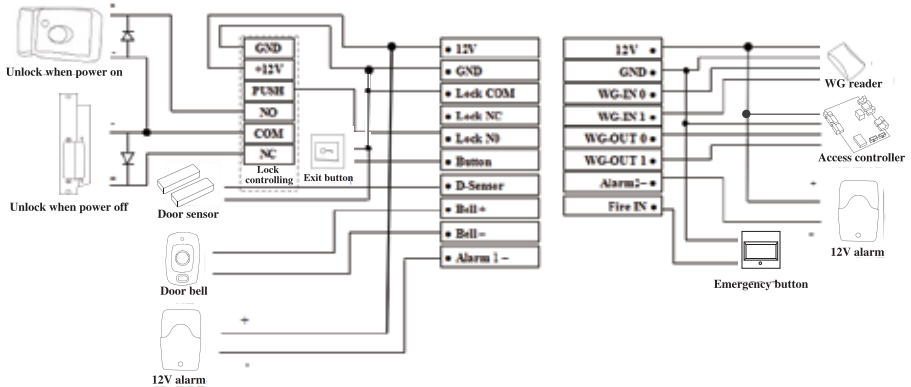 GND
+12V
PUSH
NO
COM
NC
Lock
controlling
Unlock when power on
Unlock when power off
Exit button
Door sensor
Door bell
12V alarm
+
-
12V
GND
Lock COM
Lock NC
Lock N0
Button
D-Sensor
Bell+
Bell-
Alarm 1 -
12V
GND
WG-IN 0
WG-IN 1
WG-OUT 0
WG-OUT 1
Alarm2-
Fire IN
WG reader
Access controller
+
12V alarm
Emergency button